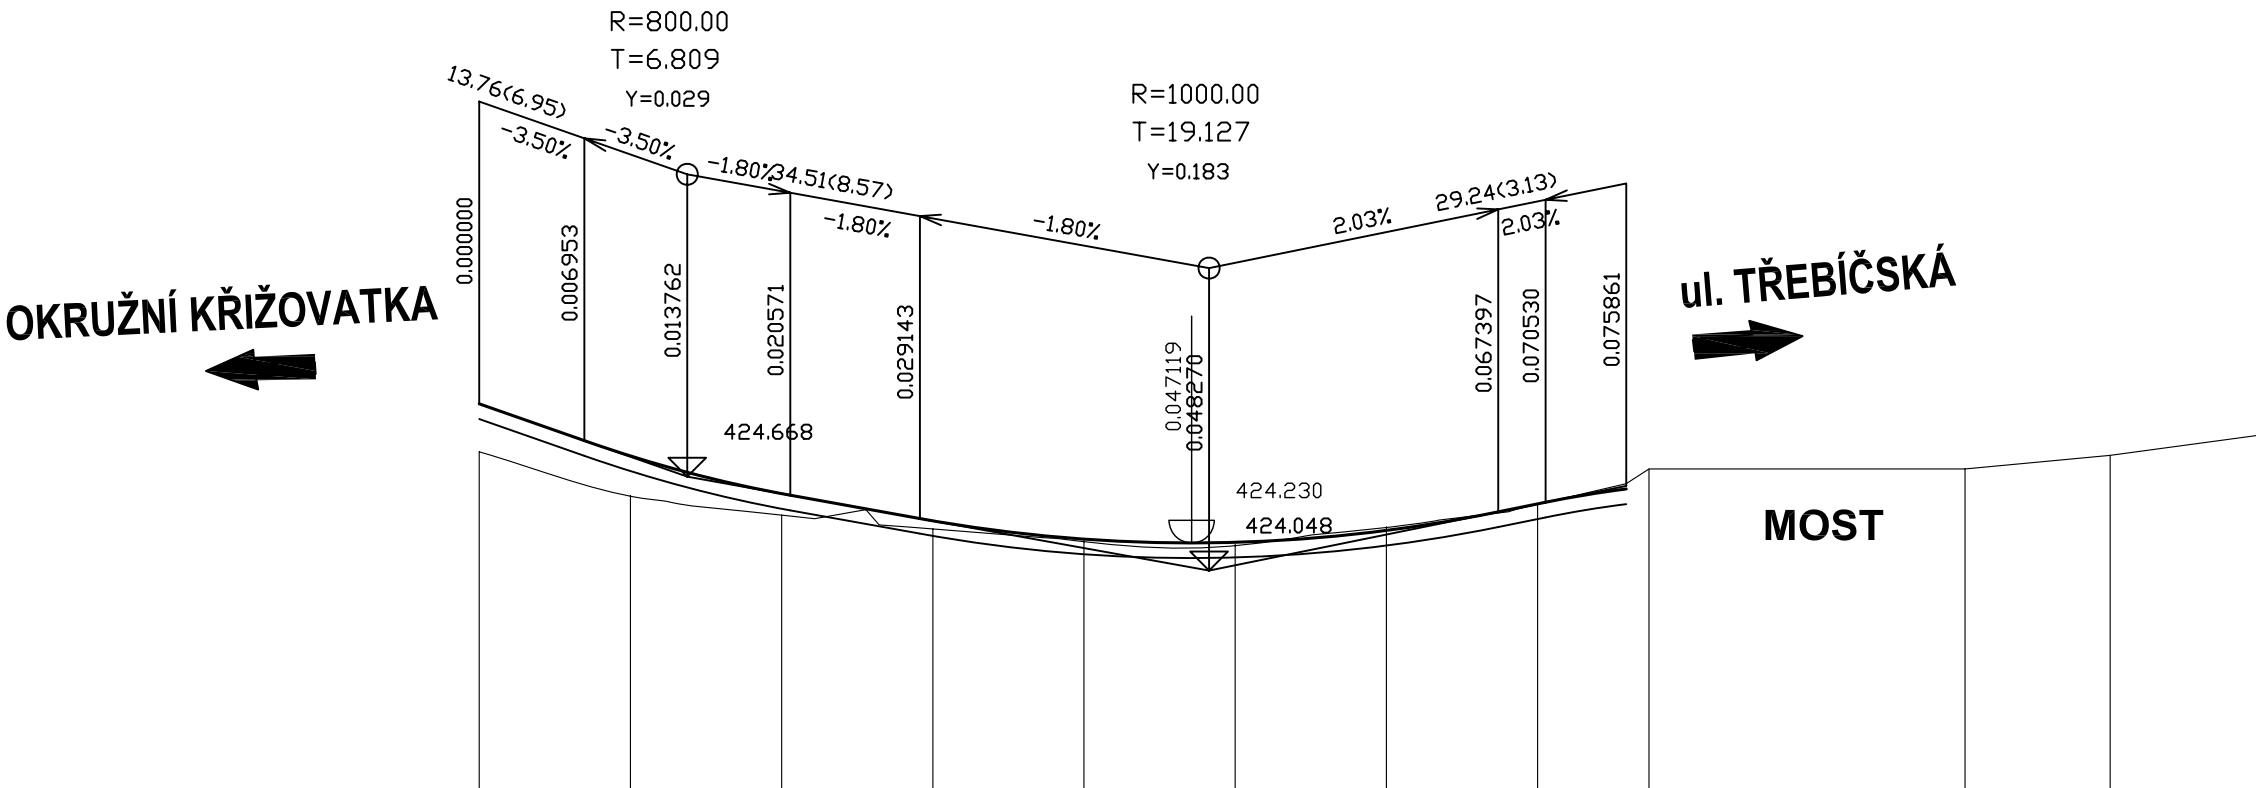 R=800.00
T=6.809
Y=0.029
13.76(6.95)
-3.50%
-3.50%
-1.80%
34.51(8.57)
-1.80%
-1.80%
R=1000.00
T=19.127
Y=0.183
2.03%
29.24(3.13)
2.03%
0.000000
0.006953
0.013762
0.020571
0.029143
0.047119
0.048270
0.067397
0.070530
0.075861
OKRUŽNÍ KŘIŽOVATKA
ul. TŘEBÍČSKÁ
424.668
424.230
424.048
MOST